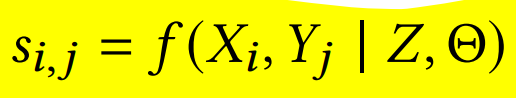 s_{i,j} = f(X_i, Y_j | Z, Θ)